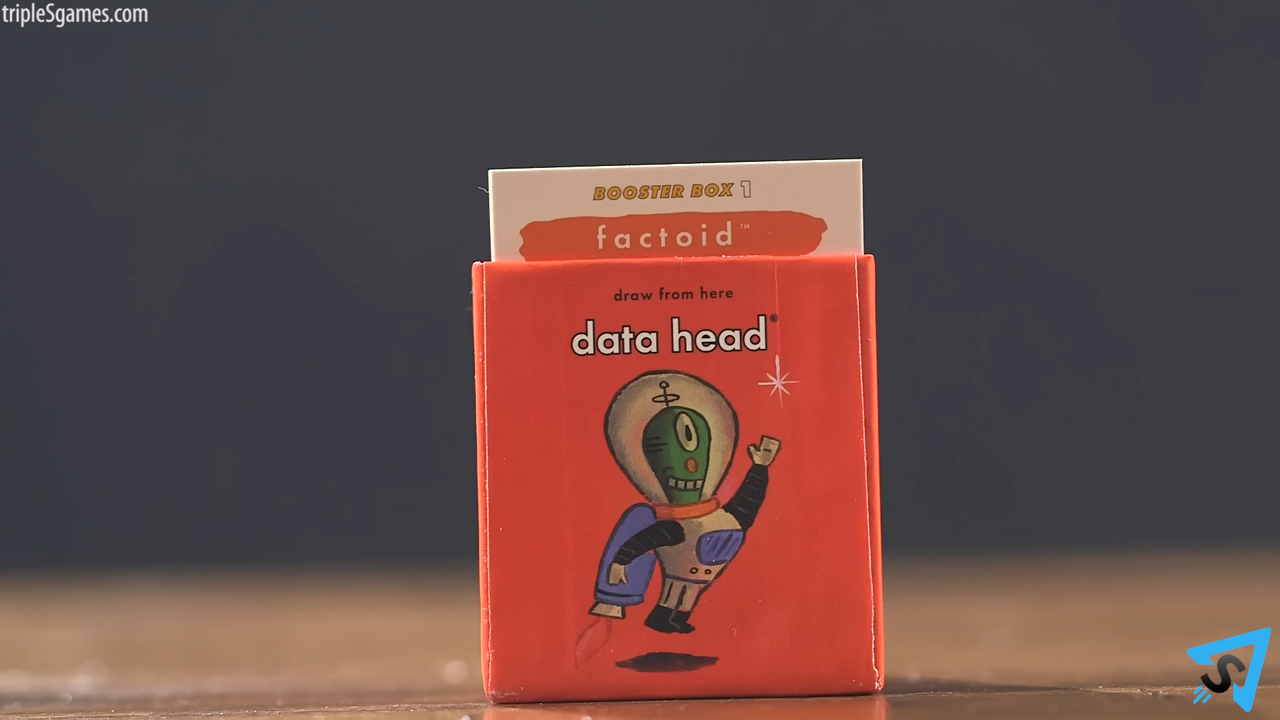 tripleSgames.com
BOOSTER BOX 1
factoid™
draw from here
data head®
S